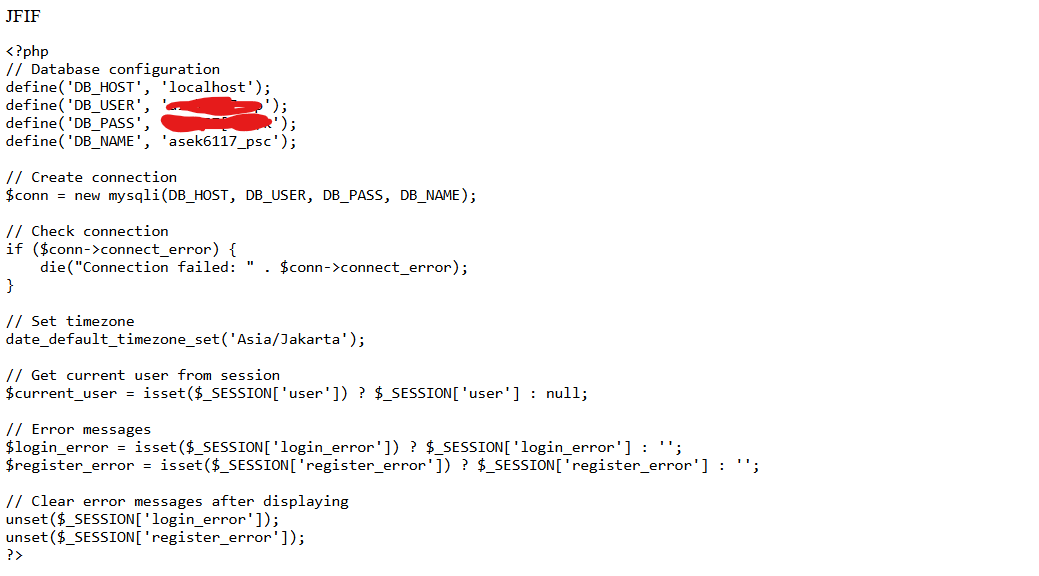 JFIF
<?php
// Database configuration
define('DB_HOST', 'localhost');
define('DB_USER', ');
define('DB_PASS', ');
define('DB_NAME', 'asek6117_psc');
// Create connection
$conn = new mysqli(DB_HOST, DB_USER, DB_PASS, DB_NAME);
// Check connection
if ($conn->connect_error) {
    die("Connection failed: " . $conn->connect_error);
}
// Set timezone
date_default_timezone_set('Asia/Jakarta');
// Get current user from session
$current_user = isset($_SESSION['user']) ? $_SESSION['user'] : null;
// Error messages
$login_error = isset($_SESSION['login_error']) ? $_SESSION['login_error'] : '';
$register_error = isset($_SESSION['register_error']) ? $_SESSION['register_error'] : '';
// Clear error messages after displaying
unset($_SESSION['login_error']);
unset($_SESSION['register_error']);
?>